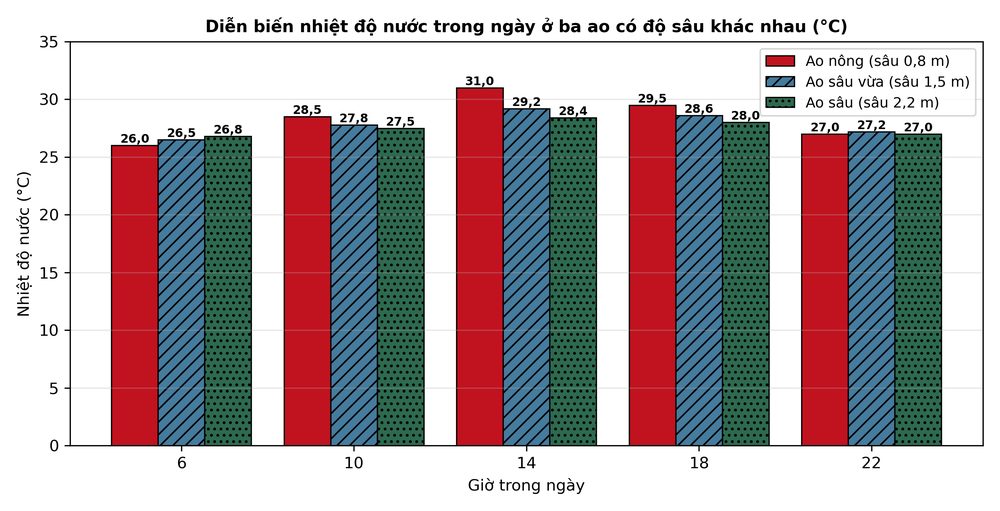 Diễn biến nhiệt độ nước trong ngày ở ba ao có độ sâu khác nhau (°C)
Nhiệt độ nước (°C)
35
30
25
20
15
10
5
0
Ao nông (sâu 0,8 m)
Ao sâu vừa (sâu 1,5 m)
Ao sâu (sâu 2,2 m)
26,0 26,5 26,8
28,5 27,8 27,5
31,0 29,2 28,4
29,5 28,6 28,0
27,0 27,2 27,0
6 10 14 18 22
Giờ trong ngày